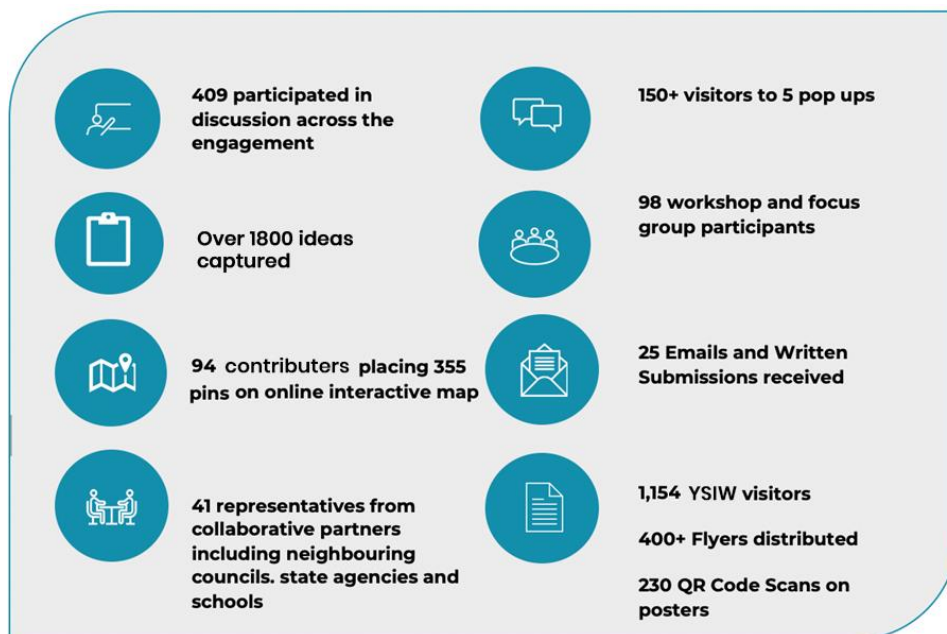 409 participated in
discussion across the
engagement
Over 1800 ideas
captured
94 contributers placing 355
pins on online interactive map
41 representatives from
collaborative partners
including neighbouring
councils. state agencies and
schools
150+ visitors to 5 pop ups
98 workshop and focus
group participants
25 Emails and Written
Submissions received
1,154 YSIW visitors
400+ Flyers distributed
230 QR Code Scans on
posters